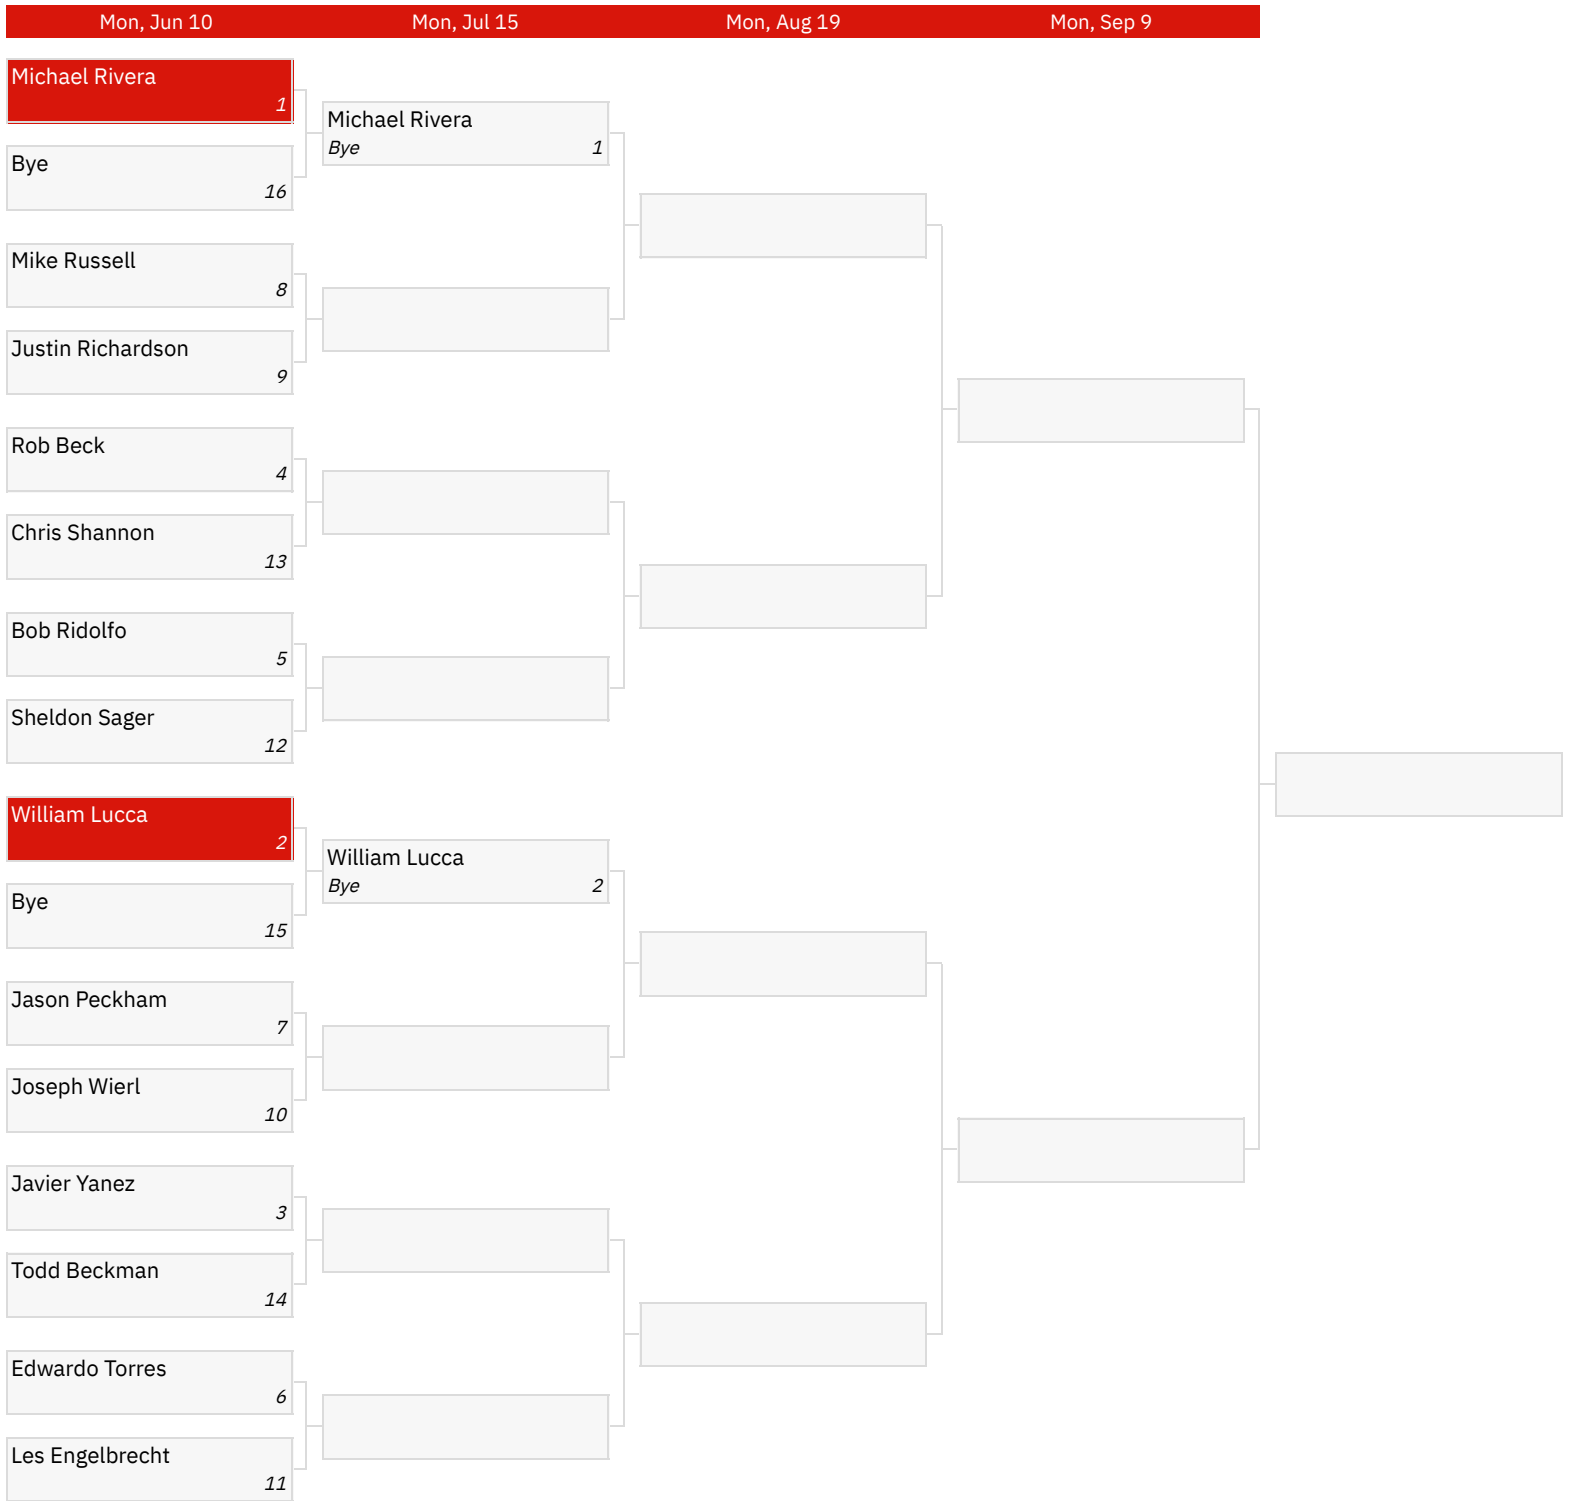 Mon, Jun 10
Mon, Jul 15
Mon, Aug 19
Mon, Sep 9
Michael Rivera
1
Bye
16
Mike Russell
8
Justin Richardson
9
Rob Beck
4
Chris Shannon
13
Bob Ridolfo
5
Sheldon Sager
12
William Lucca
2
Bye
15
Jason Peckham
7
Joseph Wierl
10
Javier Yanez
3
Todd Beckman
14
Edwardo Torres
6
Les Engelbrecht
11
Michael Rivera
Bye 1
William Lucca
Bye 2